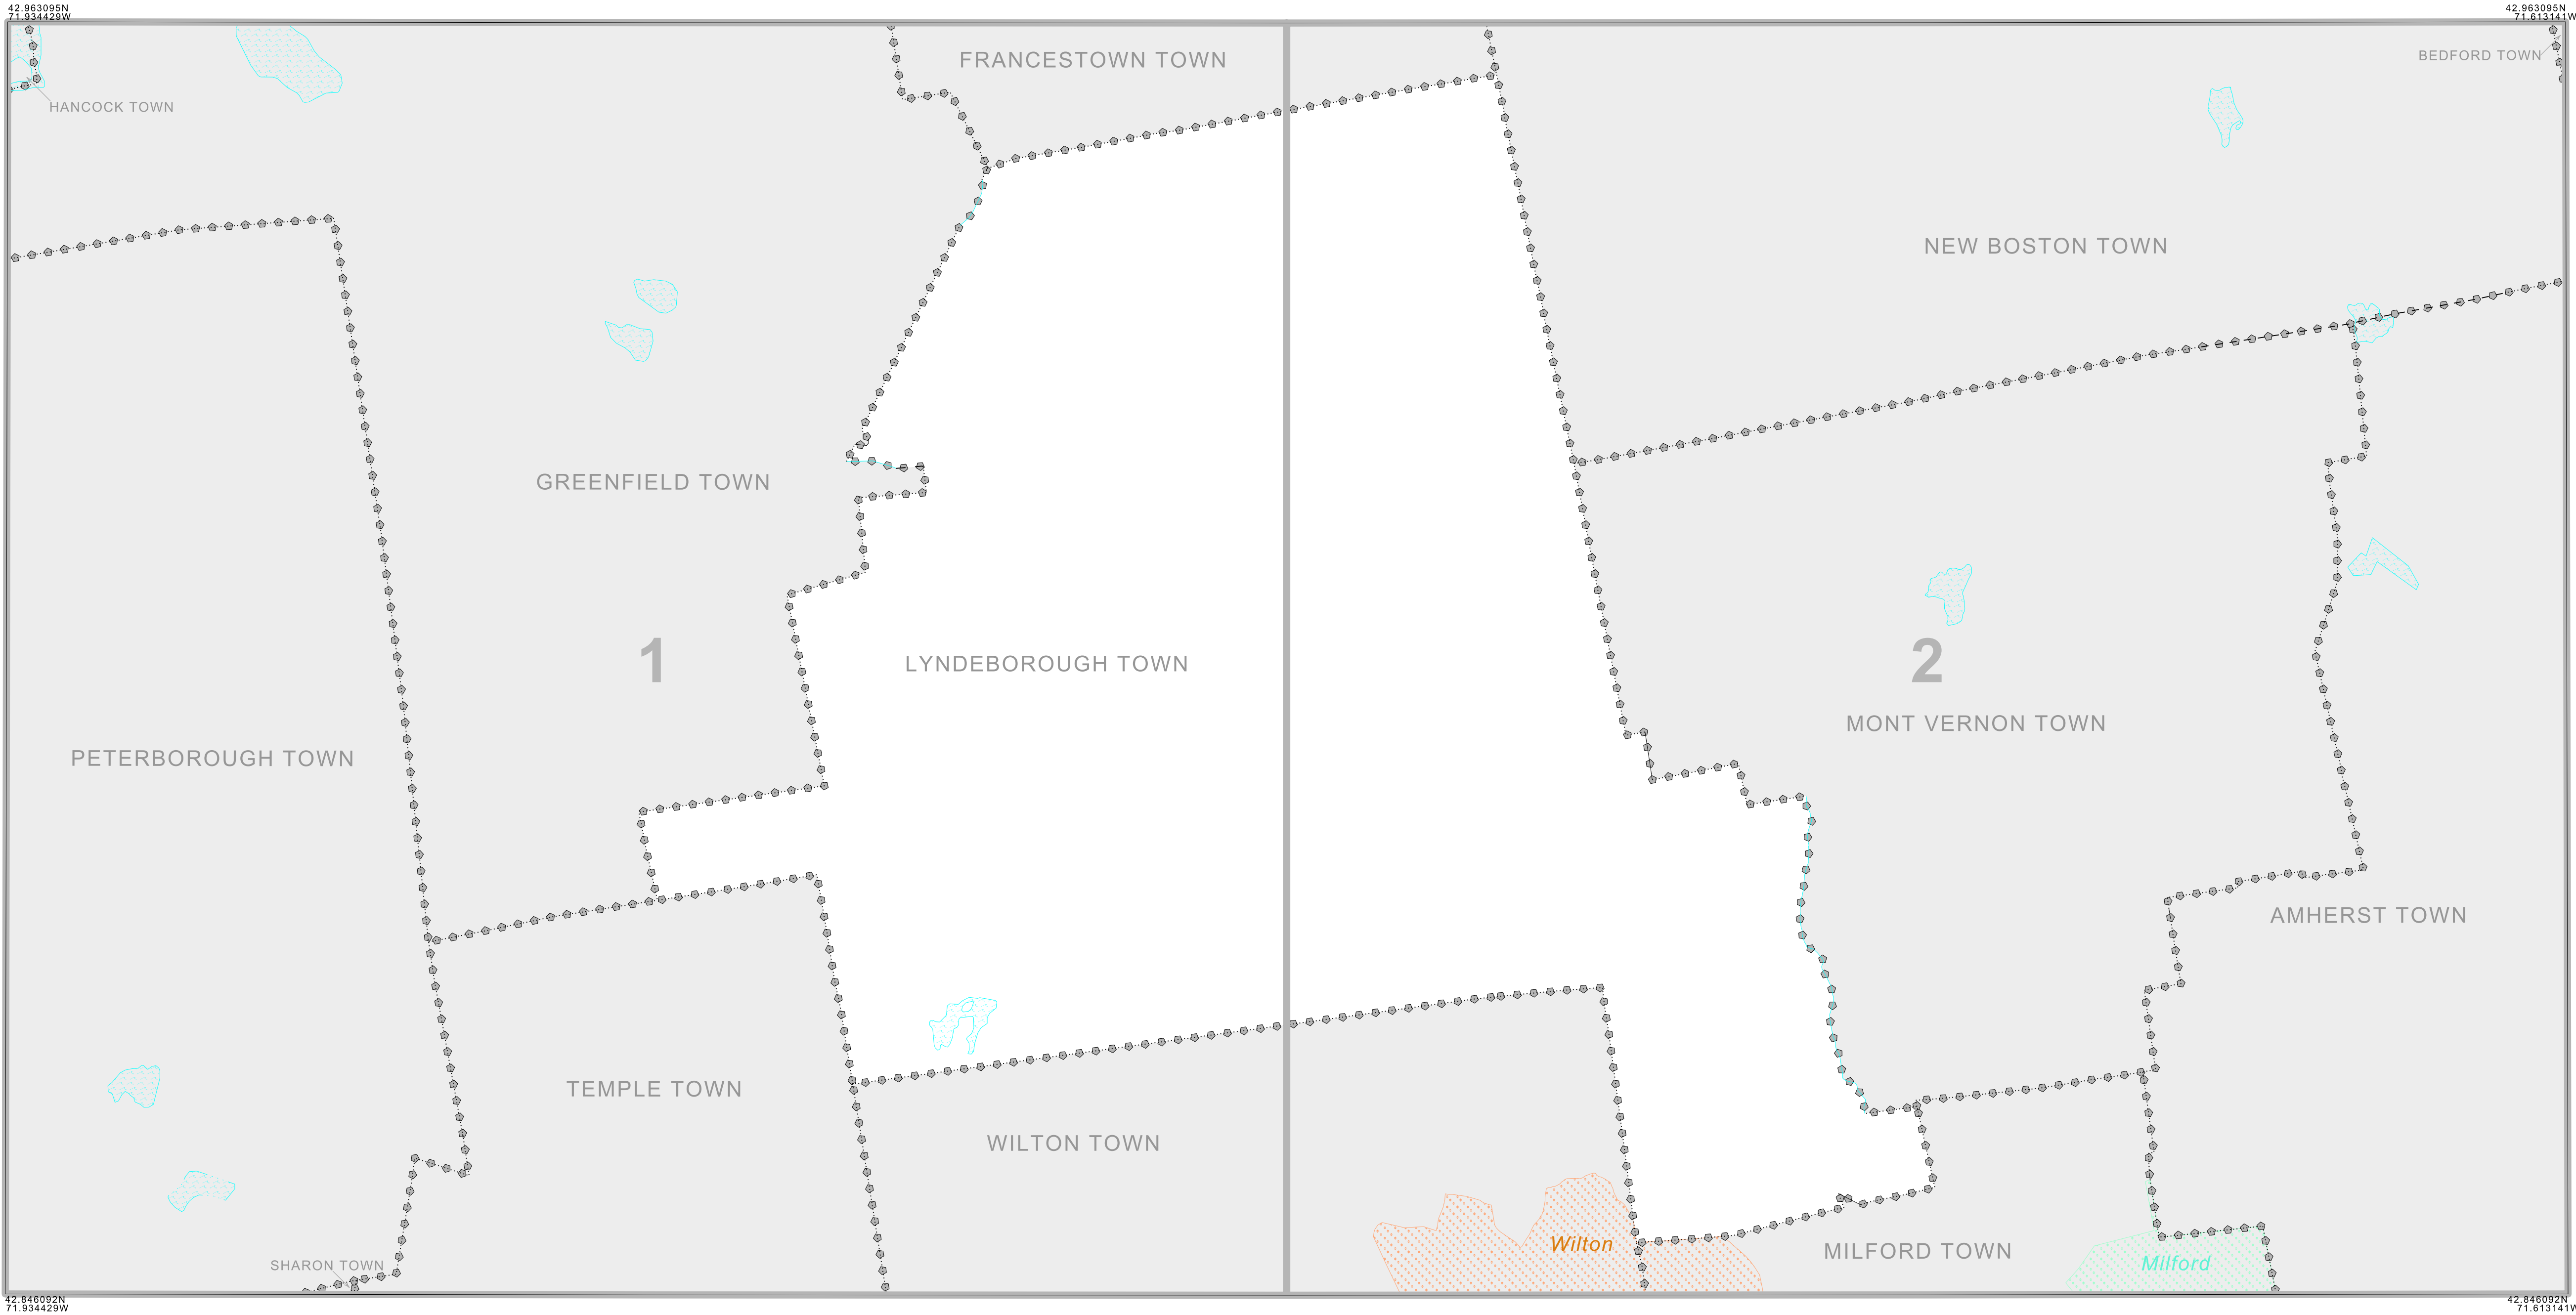 42.963095N
71.934429W
42.963095N
71.613141W
FRANCESTOWN TOWN
BEDFORD TOWN
HANCOCK TOWN
NEW BOSTON TOWN
GREENFIELD TOWN
1
LYNDEBOROUGH TOWN
2
MONT VERNON TOWN
PETERBOROUGH TOWN
AMHERST TOWN
TEMPLE TOWN
WILTON TOWN
Wilton
MILFORD TOWN
Milford
SHARON TOWN
42.846092N
71.934429W
42.846092N
71.613141W